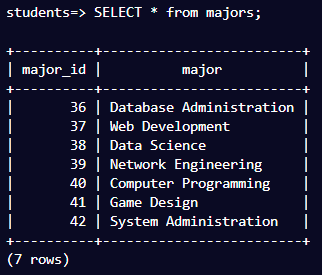 students=> SELECT * from majors;
+----------+-------------------------+
| major_id |          major          |
+----------+-------------------------+
|       36 | Database Administration |
|       37 | Web Development         |
|       38 | Data Science            |
|       39 | Network Engineering     |
|       40 | Computer Programming    |
|       41 | Game Design             |
|       42 | System Administration   |
+----------+-------------------------+
(7 rows)